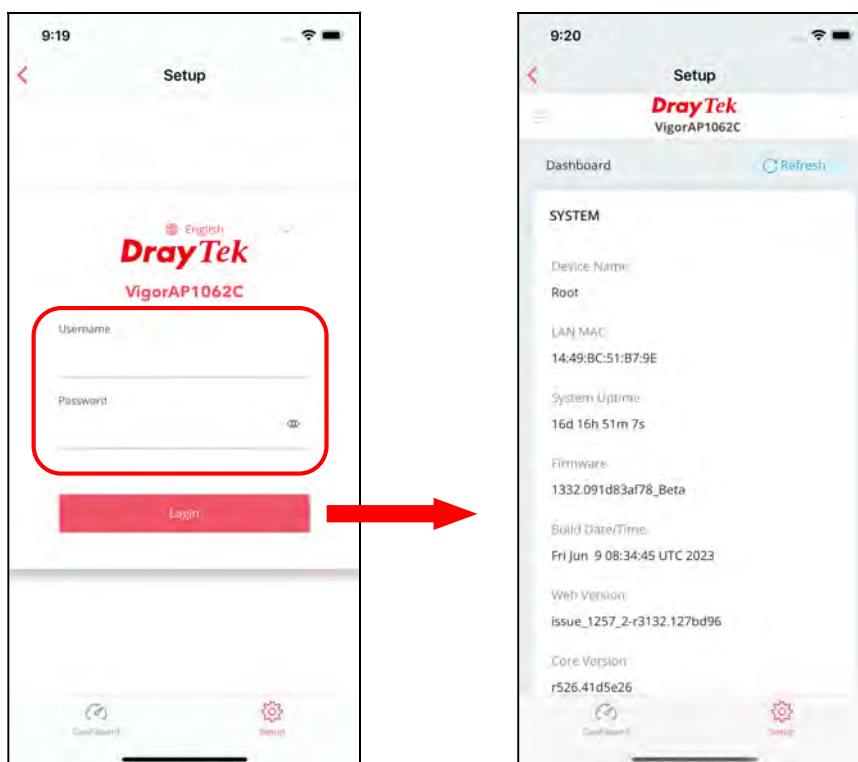 9:19
Setup
English
DrayTek
VigorAP1062C
Username
Password
Login
Dashboard
Setup
9:20
Setup
DrayTek
VigorAP1062C
Dashboard
Refresh
SYSTEM
Device Name
Root
LAN MAC
14:49:BC:51:B7:9E
System Uptime
16d 16h 51m 7s
Firmware
1332.091d83af78_Beta
Build Date/Time
Fri Jun 9 08:34:45 UTC 2023
Web Version
issue_1257_2-r3132.127bd96
Core Version
r526.41d5e26
Dashboard
Setup